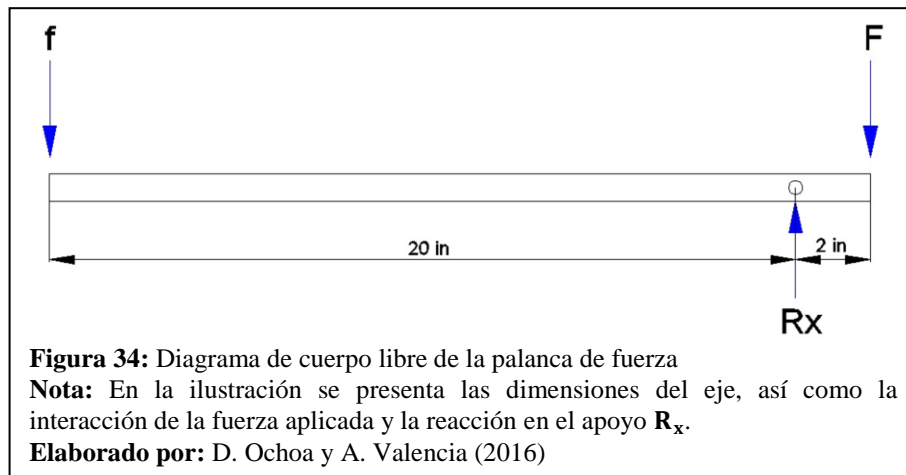 f F
20 in 2 in
Rx
Figura 34: Diagrama de cuerpo libre de la palanca de fuerza
Nota: En la ilustración se presenta las dimensiones del eje, así como la
interacción de la fuerza aplicada y la reacción en el apoyo Rx.
Elaborado por: D. Ochoa y A. Valencia (2016)